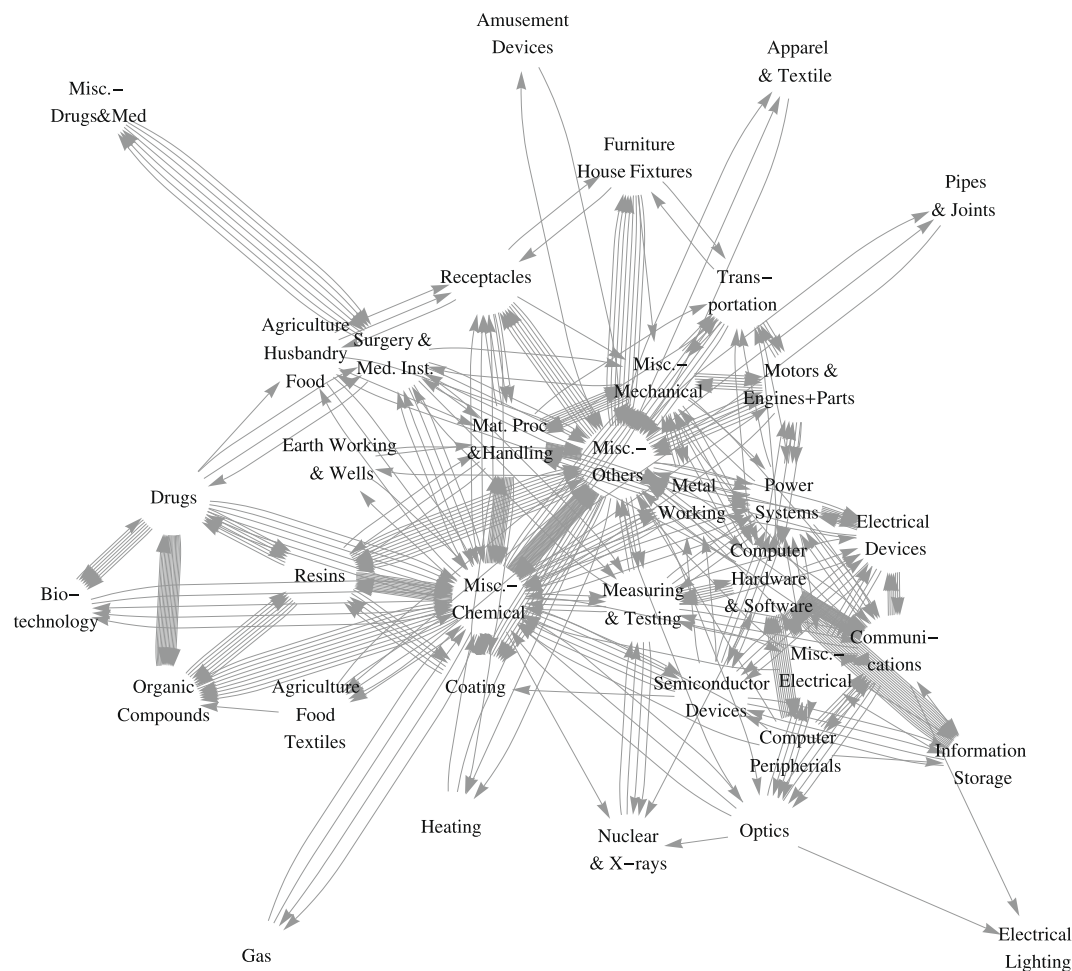 Amusement
Devices
Apparel
& Textile
Misc.−
Drugs&Med
Furniture
House Fixtures
Pipes
& Joints
Receptacles
Trans−
portation
Agriculture
Husbandry
Food
Surgery &
Med. Inst.
Misc.−
Mechanical
Motors &
Engines+Parts
Mat. Proc
&Handling
Earth Working
& Wells
Misc.−
Others
Metal
Working
Power
Systems
Drugs
Electrical
Devices
Computer
Hardware
& Software
Resins
Misc.−
Chemical
Measuring
& Testing
Bio−
technology
Communi−
cations
Misc.−
Electrical
Organic
Compounds
Agriculture
Food
Textiles
Coating
Semiconductor
Devices
Computer
Periphierials
Information
Storage
Heating
Nuclear
& X−rays
Optics
Gas
Electrical
Lighting